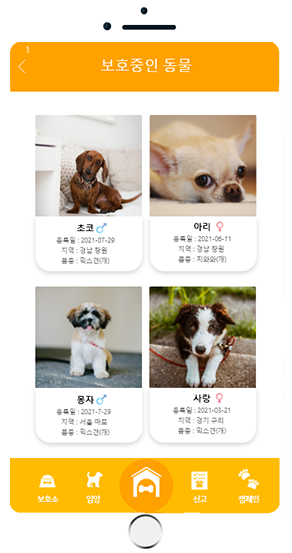 1
보호중인 동물
초코
등록일 : 2021-07-29
지역 : 경남 창원
품종 : 믹스견(개)
아리
등록일 : 2021-06-11
지역 : 경남 창원
품종 : 치와와(개)
몽자
등록일 : 2021-7-29
지역 : 서울 마포
품종 : 믹스견(개)
사랑
등록일 : 2021-03-21
지역 : 경기 구리
품종 : 믹스견(개)
보호소
입양
신고
캠페인